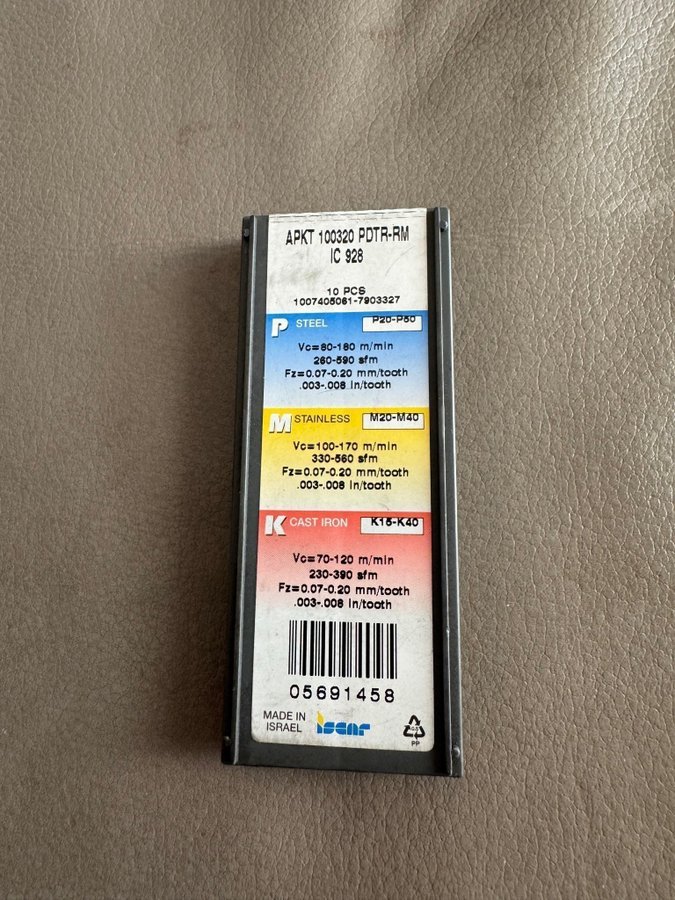 APKT 100320 PDTR-RM
IC 928
10 PCS
1007405061-7903327
P STEEL P20-P50
Vc=80-180 m/min
260-590 sfm
Fz=0.07-0.20 mm/tooth
.003-.008 in/tooth
M STAINLESS M20-M40
Vc=100-170 m/min
330-560 sfm
Fz=0.07-0.20 mm/tooth
.003-.008 in/tooth
K CAST IRON K15-K40
Vc=70-120 m/min
230-390 sfm
Fz=0.07-0.20 mm/tooth
.003-.008 in/tooth
05691458
MADE IN
ISRAEL
iscar
PP